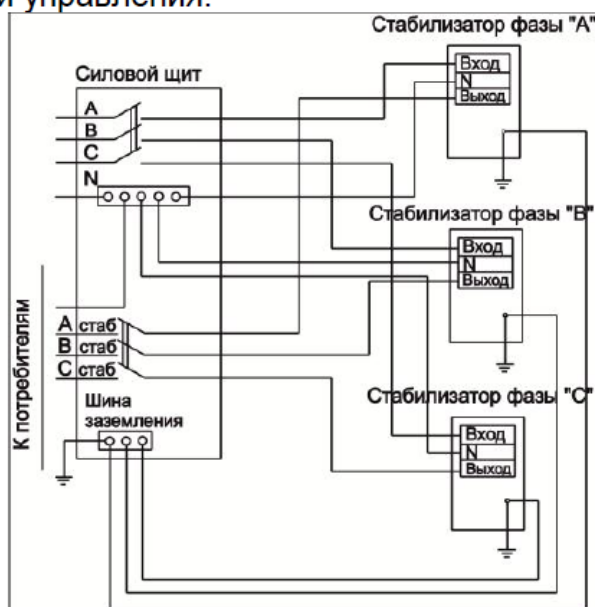 и управления.
Стабилизатор фазы "А"
Силовой щит
Вход
N
Выход
А
В
С
N
Стабилизатор фазы "В"
Вход
N
Выход
К потребителям
А стаб
В стаб
С стаб
Шина
заземления
Стабилизатор фазы "С"
Вход
N
Выход